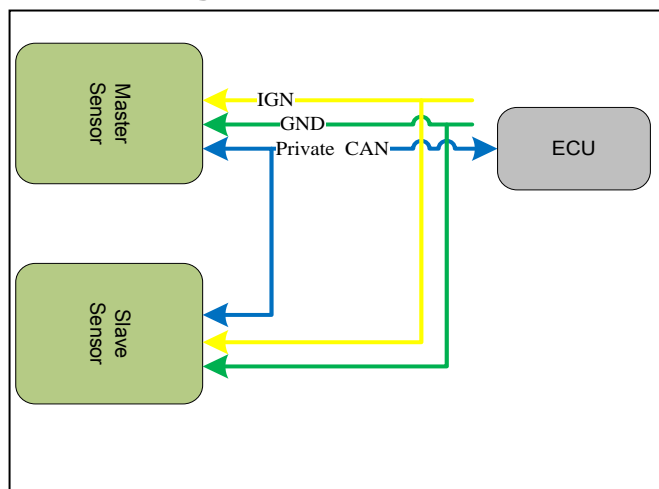 Master
Sensor
IGN
GND
Private CAN
ECU
Slave
Sensor